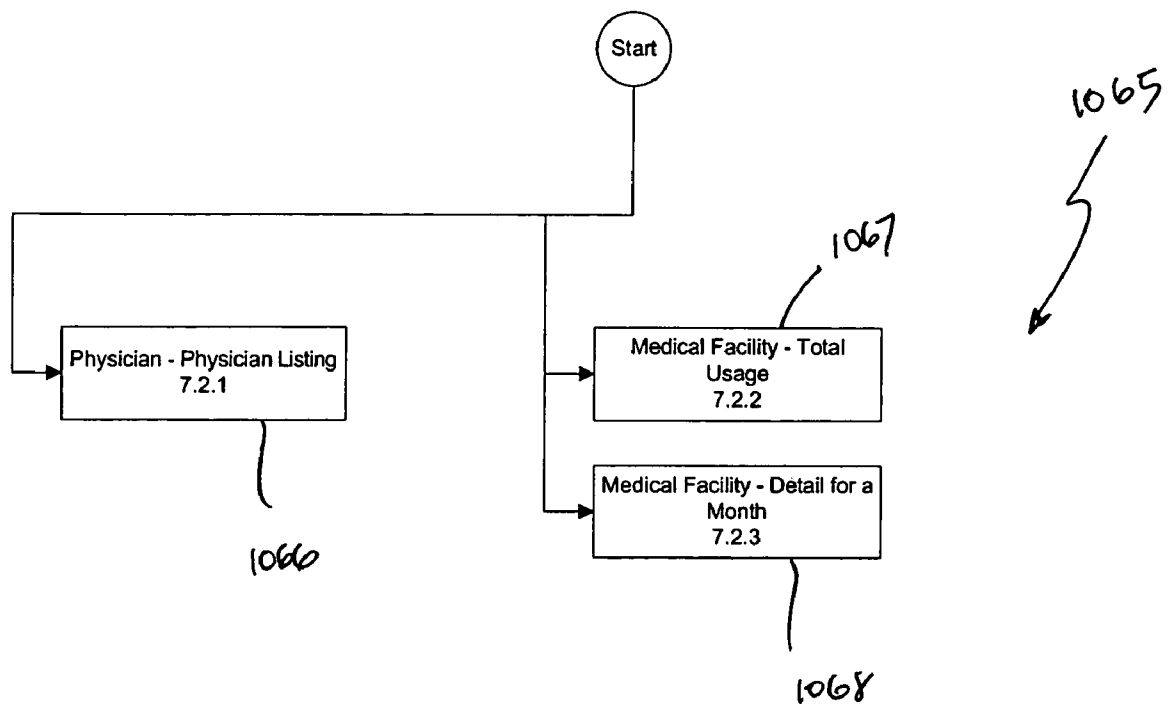 Start
1065
1067
Physician - Physician Listing
7.2.1
Medical Facility - Total
Usage
7.2.2
Medical Facility - Detail for a
Month
7.2.3
1066
1068